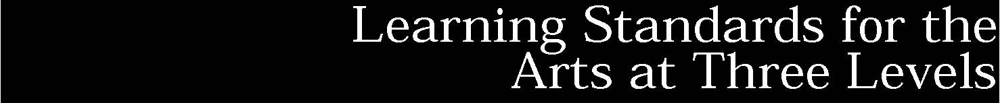 Learning Standards for the
Arts at Three Levels